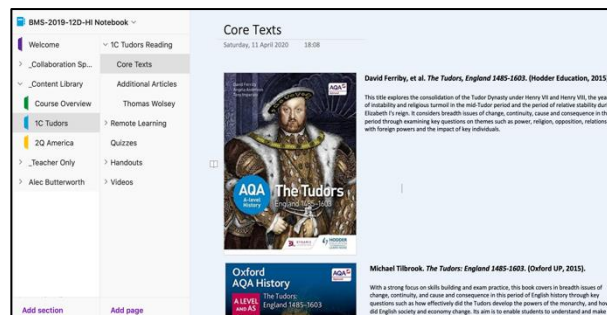 BMS-2019-12D-HI Notebook
Welcome
_Collaboration Sp...
_Content Library
Course Overview
1C Tudors
2Q America
_Teacher Only
Alec Butterworth
Add section
1C Tudors Reading
Core Texts
Additional Articles
Thomas Wolsey
Remote Learning
Quizzes
Handouts
Videos
Add page
Core Texts
Saturday, 11 April 2020 18:08
AQA
AQA
A-level
History
The Tudors
England 1485–1603
HODDER
David Ferriby, et al. The Tudors, England 1485-1603. (Hodder Education, 2015
This title explores the consolidation of the Tudor Dynasty under Henry VII and Henry VIII, the yea
of instability and religious turmoil in the mid-Tudor period and the period of relative stability dur
Elizabeth I's reign. It considers breadth issues of change, continuity, cause and consequence in th
period through examining key questions on themes such as power, religion, opposition, relations
with foreign powers and the impact of key individuals.
Oxford
AQA History
AQA
A LEVEL
AND AS
The Tudors:
England 1485–1603
Michael Tilbrook. The Tudors: England 1485-1603. (Oxford UP, 2015).
With a strong focus on skills building and exam practice, this book covers in breadth issues of
change, continuity, and cause and consequence in this period of English history through key
questions such as how effectively did the Tudors develop the powers of the monarchy, and how
did English society and economy change. Its aim is to enable students to understand and make